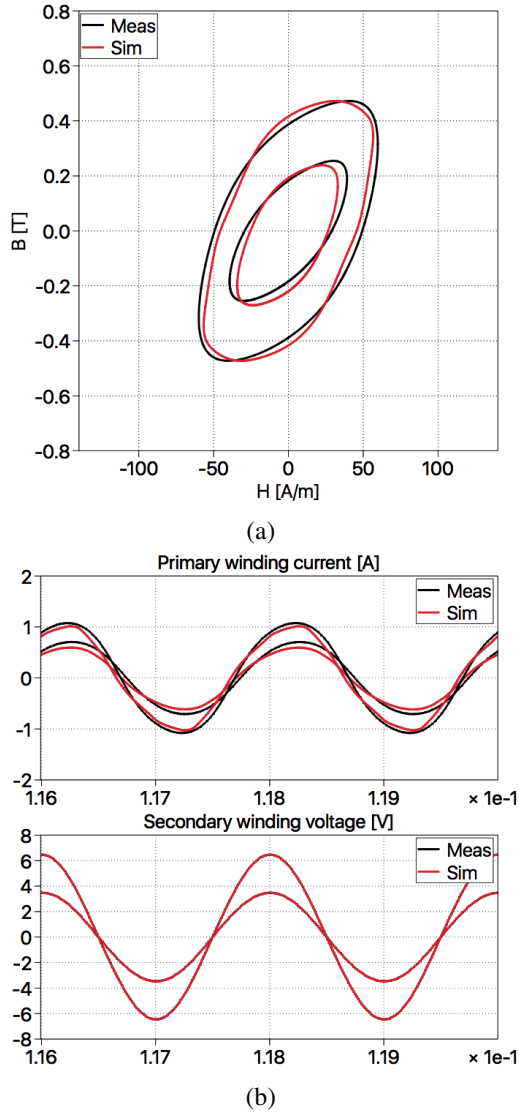 0.8
Meas
Sim
0.6
0.4
0.2
B [T]
0.0
-0.2
-0.4
-0.6
-0.8
-100 -50 0 50 100
H [A/m]
(a)
Primary winding current [A]
2
Meas
Sim
1
0
-1
-2
1.16 1.17 1.18 1.19 × 1e-1
Secondary winding voltage [V]
8
Meas
Sim
6
4
2
0
-2
-4
-6
-8
1.16 1.17 1.18 1.19 × 1e-1
(b)